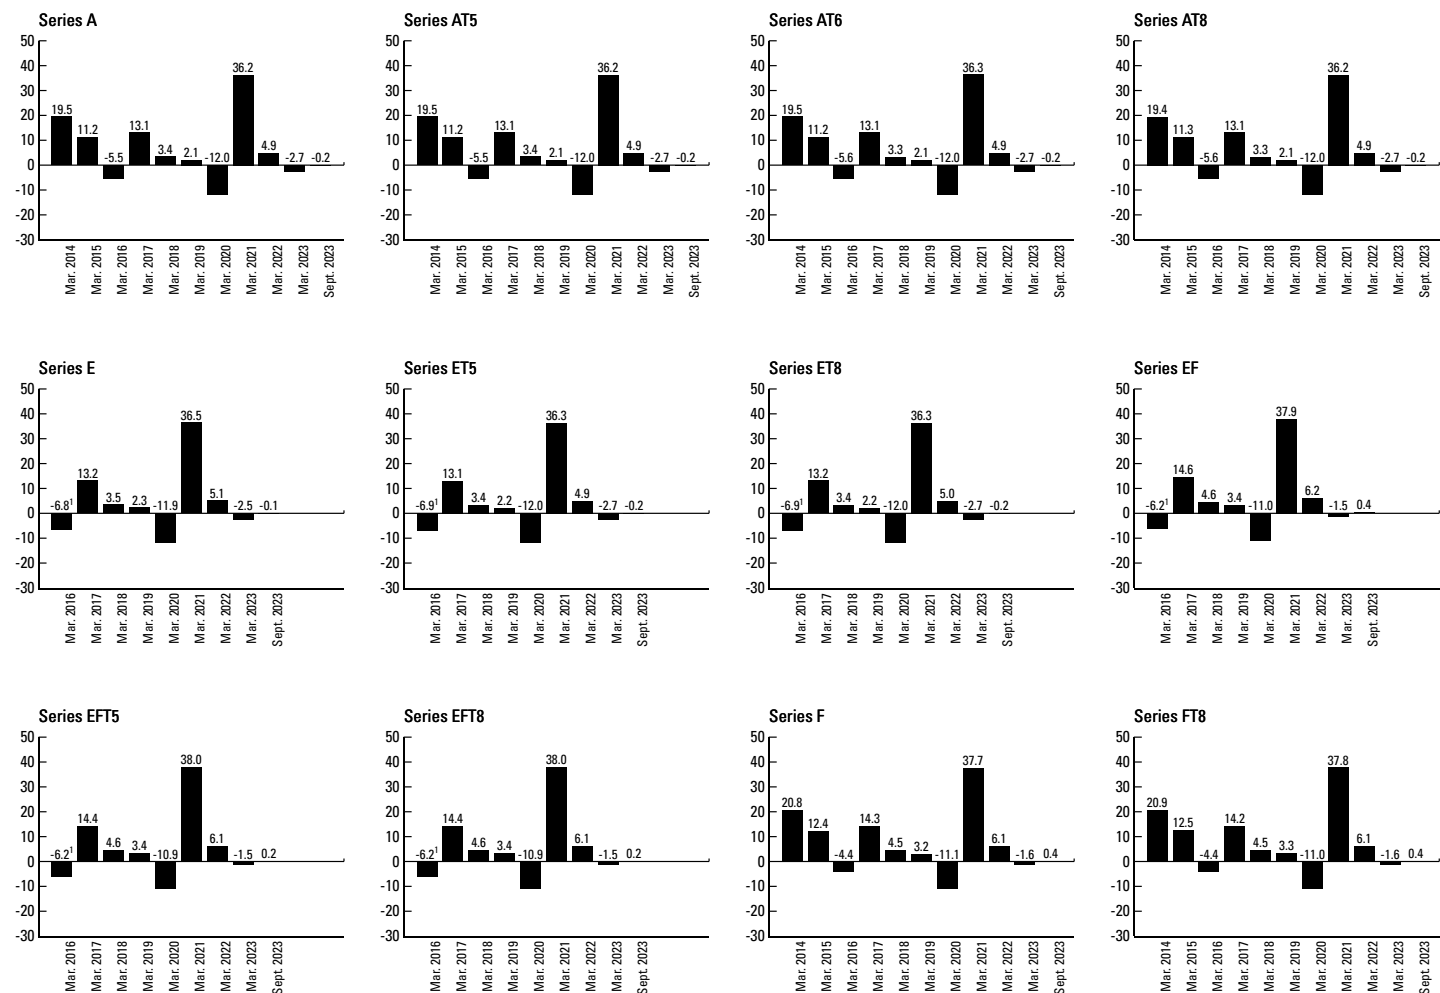 Series A
50
40
30
20
10
0
-10
-20
-30
19.5 11.2 -5.5 13.1 3.4 2.1 -12.0 36.2 4.9 -2.7 -0.2
Mar. 2014
Mar. 2015
Mar. 2016
Mar. 2017
Mar. 2018
Mar. 2019
Mar. 2020
Mar. 2021
Mar. 2022
Mar. 2023
Sept. 2023
Series AT5
50
40
30
20
10
0
-10
-20
-30
19.5 11.2 -5.5 13.1 3.4 2.1 -12.0 36.2 4.9 -2.7 -0.2
Mar. 2014
Mar. 2015
Mar. 2016
Mar. 2017
Mar. 2018
Mar. 2019
Mar. 2020
Mar. 2021
Mar. 2022
Mar. 2023
Sept. 2023
Series AT6
50
40
30
20
10
0
-10
-20
-30
19.5 11.2 -5.6 13.1 3.3 2.1 -12.0 36.3 4.9 -2.7 -0.2
Mar. 2014
Mar. 2015
Mar. 2016
Mar. 2017
Mar. 2018
Mar. 2019
Mar. 2020
Mar. 2021
Mar. 2022
Mar. 2023
Sept. 2023
Series AT8
50
40
30
20
10
0
-10
-20
-30
19.4 11.3 -5.6 13.1 3.3 2.1 -12.0 36.2 4.9 -2.7 -0.2
Mar. 2014
Mar. 2015
Mar. 2016
Mar. 2017
Mar. 2018
Mar. 2019
Mar. 2020
Mar. 2021
Mar. 2022
Mar. 2023
Sept. 2023
Series E
50
40
30
20
10
0
-10
-20
-30
-6.8¹ 13.2 3.5 2.3 -11.9 36.5 5.1 -2.5 -0.1
Mar. 2016
Mar. 2017
Mar. 2018
Mar. 2019
Mar. 2020
Mar. 2021
Mar. 2022
Mar. 2023
Sept. 2023
Series ET5
50
40
30
20
10
0
-10
-20
-30
-6.9¹ 13.1 3.4 2.2 -12.0 36.3 4.9 -2.7 -0.2
Mar. 2016
Mar. 2017
Mar. 2018
Mar. 2019
Mar. 2020
Mar. 2021
Mar. 2022
Mar. 2023
Sept. 2023
Series ET8
50
40
30
20
10
0
-10
-20
-30
-6.9¹ 13.2 3.4 2.2 -12.0 36.3 5.0 -2.7 -0.2
Mar. 2016
Mar. 2017
Mar. 2018
Mar. 2019
Mar. 2020
Mar. 2021
Mar. 2022
Mar. 2023
Sept. 2023
Series EF
50
40
30
20
10
0
-10
-20
-30
-6.2¹ 14.6 4.6 3.4 -11.0 37.9 6.2 -1.5 0.4
Mar. 2016
Mar. 2017
Mar. 2018
Mar. 2019
Mar. 2020
Mar. 2021
Mar. 2022
Mar. 2023
Sept. 2023
Series EFT5
50
40
30
20
10
0
-10
-20
-30
-6.2¹ 14.4 4.6 3.4 -10.9 38.0 6.1 -1.5 0.2
Mar. 2016
Mar. 2017
Mar. 2018
Mar. 2019
Mar. 2020
Mar. 2021
Mar. 2022
Mar. 2023
Sept. 2023
Series EFT8
50
40
30
20
10
0
-10
-20
-30
-6.2¹ 14.4 4.6 3.4 -10.9 38.0 6.1 -1.5 0.2
Mar. 2016
Mar. 2017
Mar. 2018
Mar. 2019
Mar. 2020
Mar. 2021
Mar. 2022
Mar. 2023
Sept. 2023
Series F
50
40
30
20
10
0
-10
-20
-30
20.8 12.4 -4.4 14.3 4.5 3.2 -11.1 37.7 6.1 -1.6 0.4
Mar. 2014
Mar. 2015
Mar. 2016
Mar. 2017
Mar. 2018
Mar. 2019
Mar. 2020
Mar. 2021
Mar. 2022
Mar. 2023
Sept. 2023
Series FT8
50
40
30
20
10
0
-10
-20
-30
20.9 12.5 -4.4 14.2 4.5 3.3 -11.0 37.8 6.1 -1.6 0.4
Mar. 2014
Mar. 2015
Mar. 2016
Mar. 2017
Mar. 2018
Mar. 2019
Mar. 2020
Mar. 2021
Mar. 2022
Mar. 2023
Sept. 2023